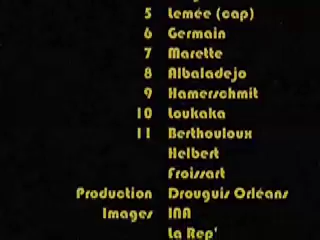 5 Lemée (cap)
6 Germain
7 Marette
8 Albaladejo
9 Hamerschmit
10 Loukaka
11 Berthouloux
Helbert
Froissart
Production Drouguis Orléans
Images INA
La Rep'